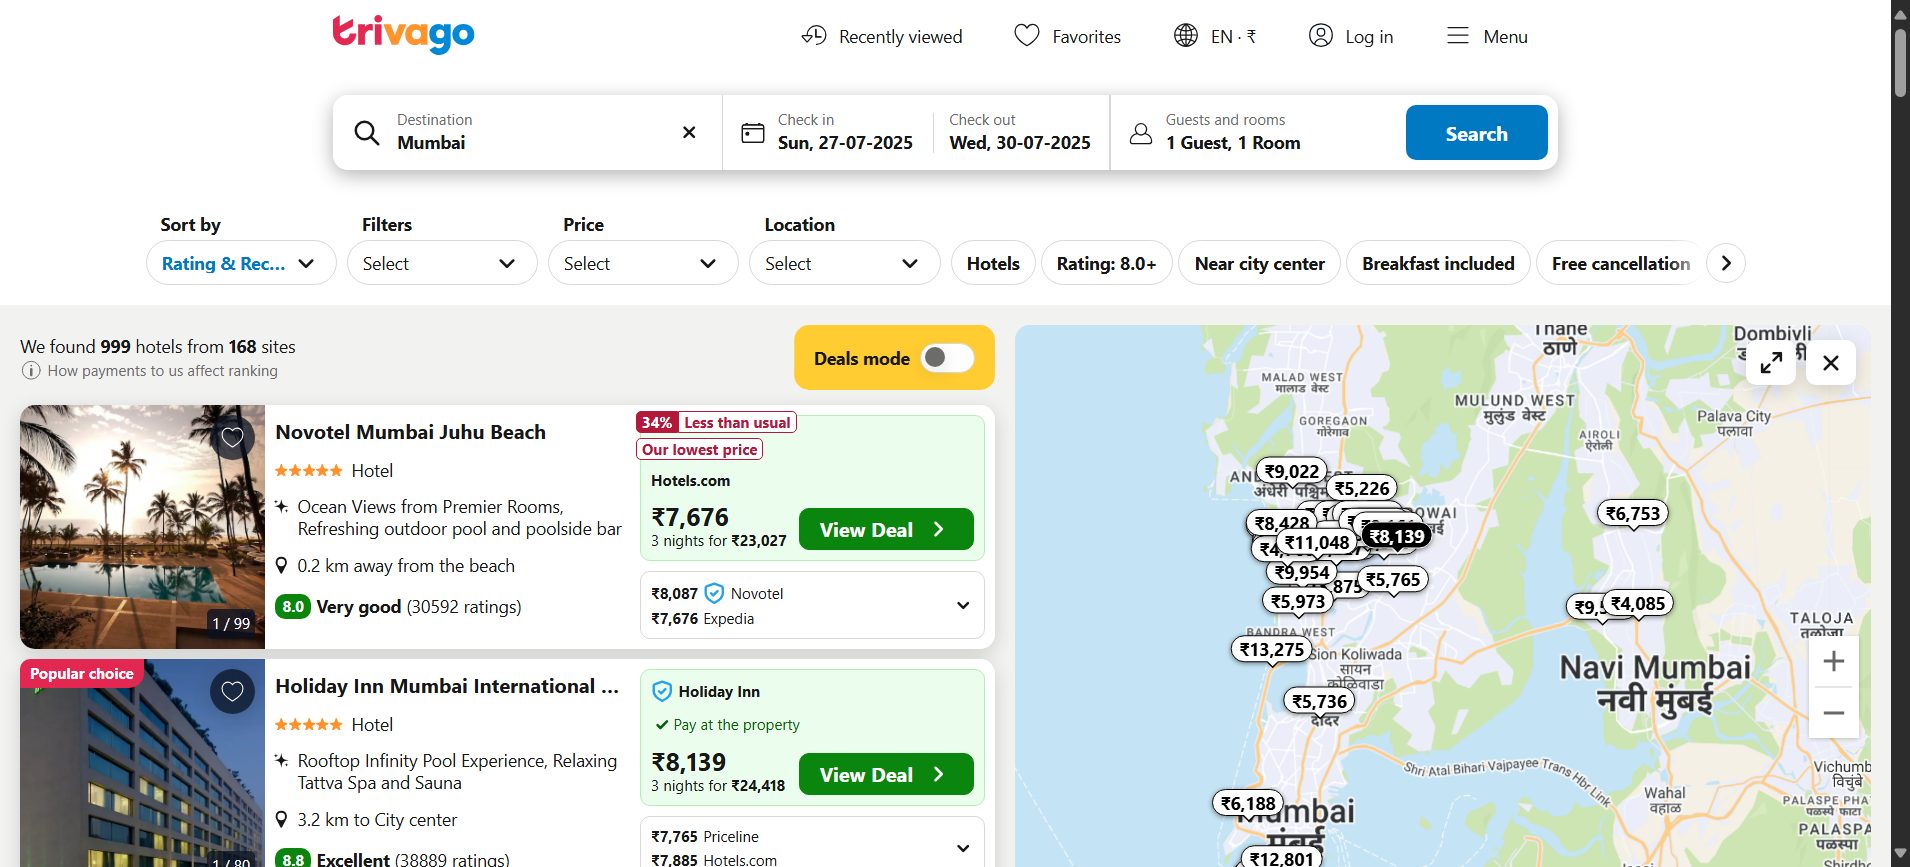 trivago
Recently viewed
Favorites
EN · ₹
Log in
Menu
Destination
Mumbai
Check in
Sun, 27-07-2025
Check out
Wed, 30-07-2025
Guests and rooms
1 Guest, 1 Room
Search
Sort by
Filters
Price
Location
Rating & Rec...
Select
Select
Select
Hotels
Rating: 8.0+
Near city center
Breakfast included
Free cancellation
We found 999 hotels from 168 sites
How payments to us affect ranking
Deals mode
Novotel Mumbai Juhu Beach
Hotel
Ocean Views from Premier Rooms,
Refreshing outdoor pool and poolside bar
0.2 km away from the beach
8.0 Very good (30592 ratings)
1 / 99
34% Less than usual
Our lowest price
Hotels.com
₹7,676
3 nights for ₹23,027
View Deal
₹8,087 Novotel
₹7,676 Expedia
Popular choice
Holiday Inn Mumbai International ...
Hotel
Rooftop Infinity Pool Experience, Relaxing
Tattva Spa and Sauna
3.2 km to City center
8.8 Excellent (38889 ratings)
1 / 80
Holiday Inn
Pay at the property
₹8,139
3 nights for ₹24,418
View Deal
₹7,765 Priceline
₹7,885 Hotels.com
Thane
ठाणे
Dombivli
MALAD WEST
मालाड वेस्ट
MULUND WEST
मुलुंड वेस्ट
GOREGAON
गोरेगाव
AIROLI
ऐरोली
Palava City
पलावा
₹9,022
₹5,226
अंधेरी
₹6,753
₹8,428
₹11,048
₹8,139
₹9,954
₹5,765
₹5,973
₹4,085
BANDRA WEST
₹13,275
Sion Koliwada
सायन
कोळिवाडा
TALOJA
तळोजा
Navi Mumbai
नवी मुंबई
₹5,736
दादर
Shri Atal Bihari Vajpayee Trans Hbr Link
Vichumb
विचुंबे
₹6,188
Mumbai
मुंबई
Wahal
वहाळ
PALASPE PHA
पळस्पे फाट
PALASPA
पळस्पा
₹12,801